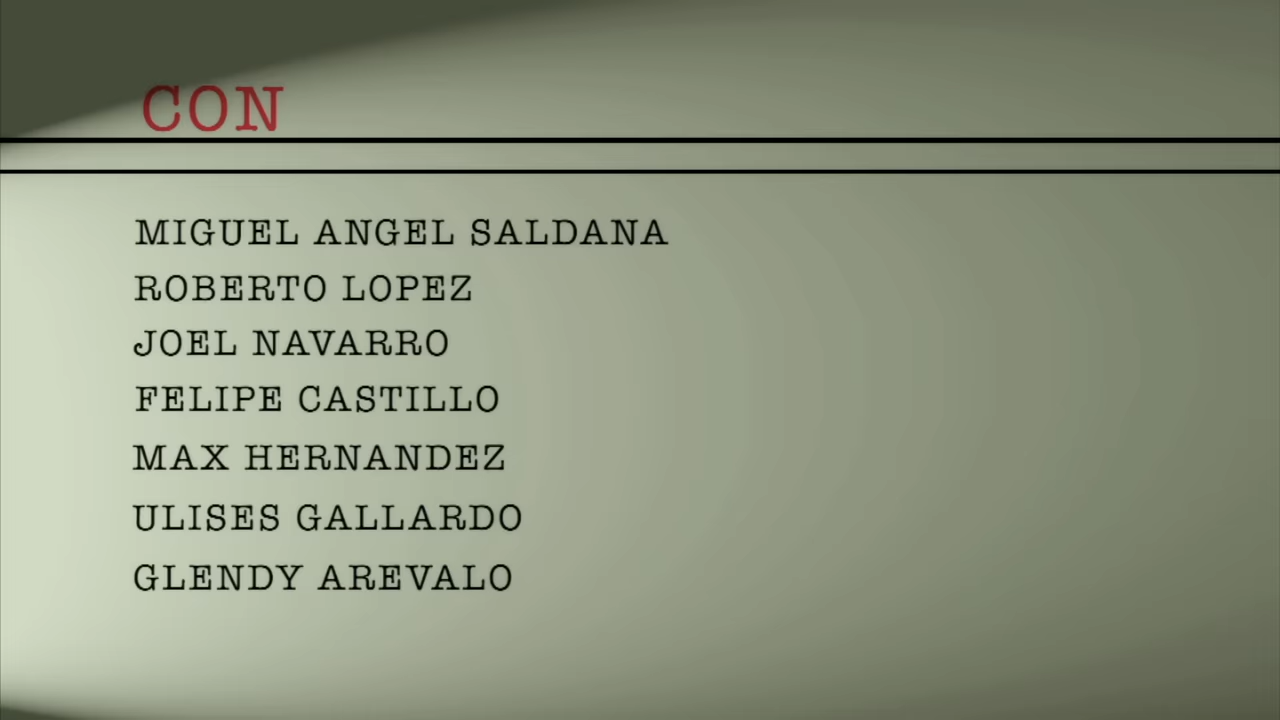 CON
MIGUEL ANGEL SALDANA
ROBERTO LOPEZ
JOEL NAVARRO
FELIPE CASTILLO
MAX HERNANDEZ
ULISES GALLARDO
GLENDY AREVALO